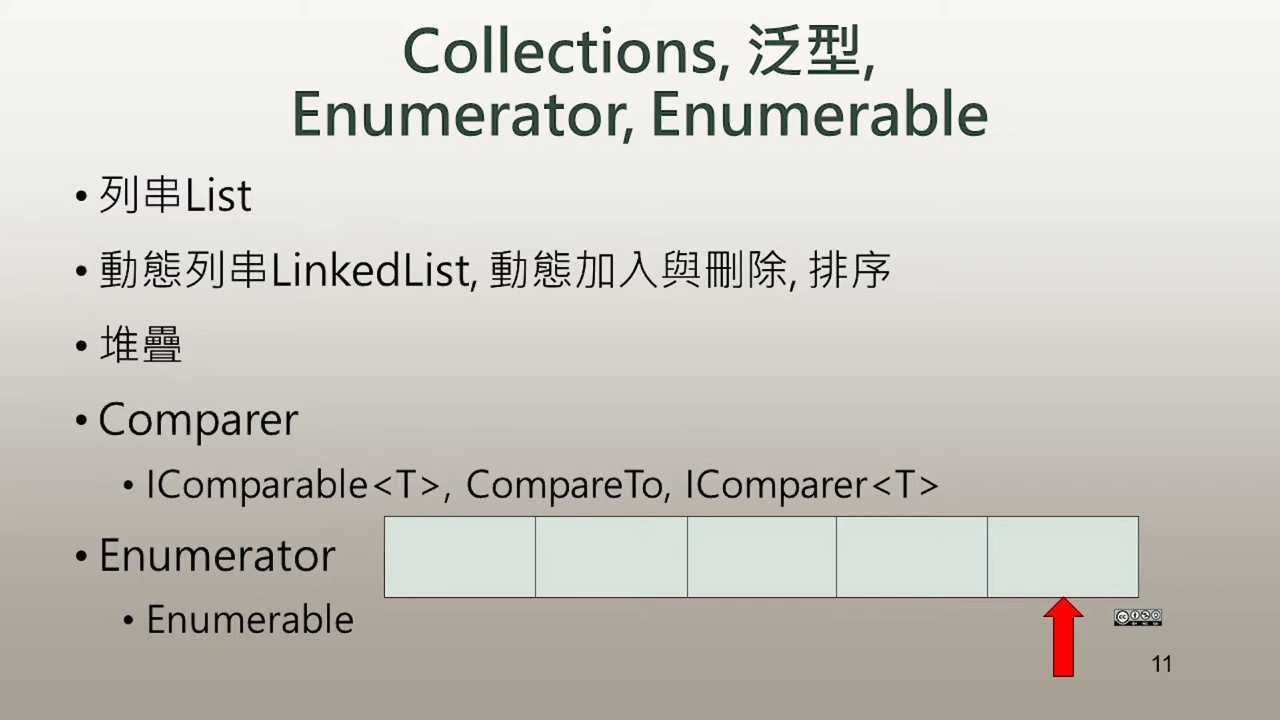 Collections, 泛型,
Enumerator, Enumerable
• 列串List
• 動態列串LinkedList, 動態加入與刪除, 排序
• 堆疊
• Comparer
• IComparable<T>, CompareTo, IComparer<T>
• Enumerator
• Enumerable
11